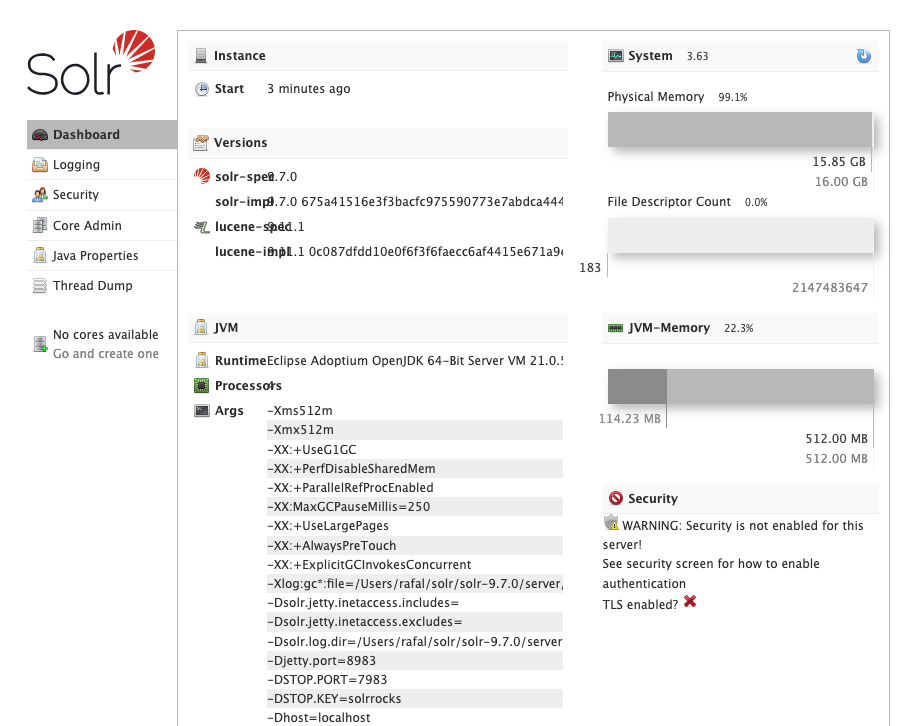 Solr
Dashboard
Logging
Security
Core Admin
Java Properties
Thread Dump
No cores available
Go and create one
Instance
Start 3 minutes ago
Versions
solr-spec 9.7.0
solr-impl 9.7.0 675a41516e3f3bacfc975590773e7abdca444
lucene-spec 9.11.1
lucene-impl 9.11.1 0c087dfdd10e0f6f3f6faecc6af4415e671a9e
JVM
Runtime Eclipse Adoptium OpenJDK 64-Bit Server VM 21.0.5
Processors 4
Args -Xms512m
-Xmx512m
-XX:+UseG1GC
-XX:+PerfDisableSharedMem
-XX:+ParallelRefProcEnabled
-XX:MaxGCPauseMillis=250
-XX:+UseLargePages
-XX:+AlwaysPreTouch
-XX:+ExplicitGCInvokesConcurrent
-Xlog:gc*:file=/Users/rafal/solr/solr-9.7.0/server/
-Dsolr.jetty.inetaccess.includes=
-Dsolr.jetty.inetaccess.excludes=
-Dsolr.log.dir=/Users/rafal/solr/solr-9.7.0/server
-Djetty.port=8983
-DSTOP.PORT=7983
-DSTOP.KEY=solrrocks
-Dhost=localhost
System 3.63
Physical Memory 99.1%
15.85 GB
16.00 GB
File Descriptor Count 0.0%
183
2147483647
JVM-Memory 22.3%
114.23 MB
512.00 MB
512.00 MB
Security
WARNING: Security is not enabled for this
server!
See security screen for how to enable
authentication
TLS enabled?